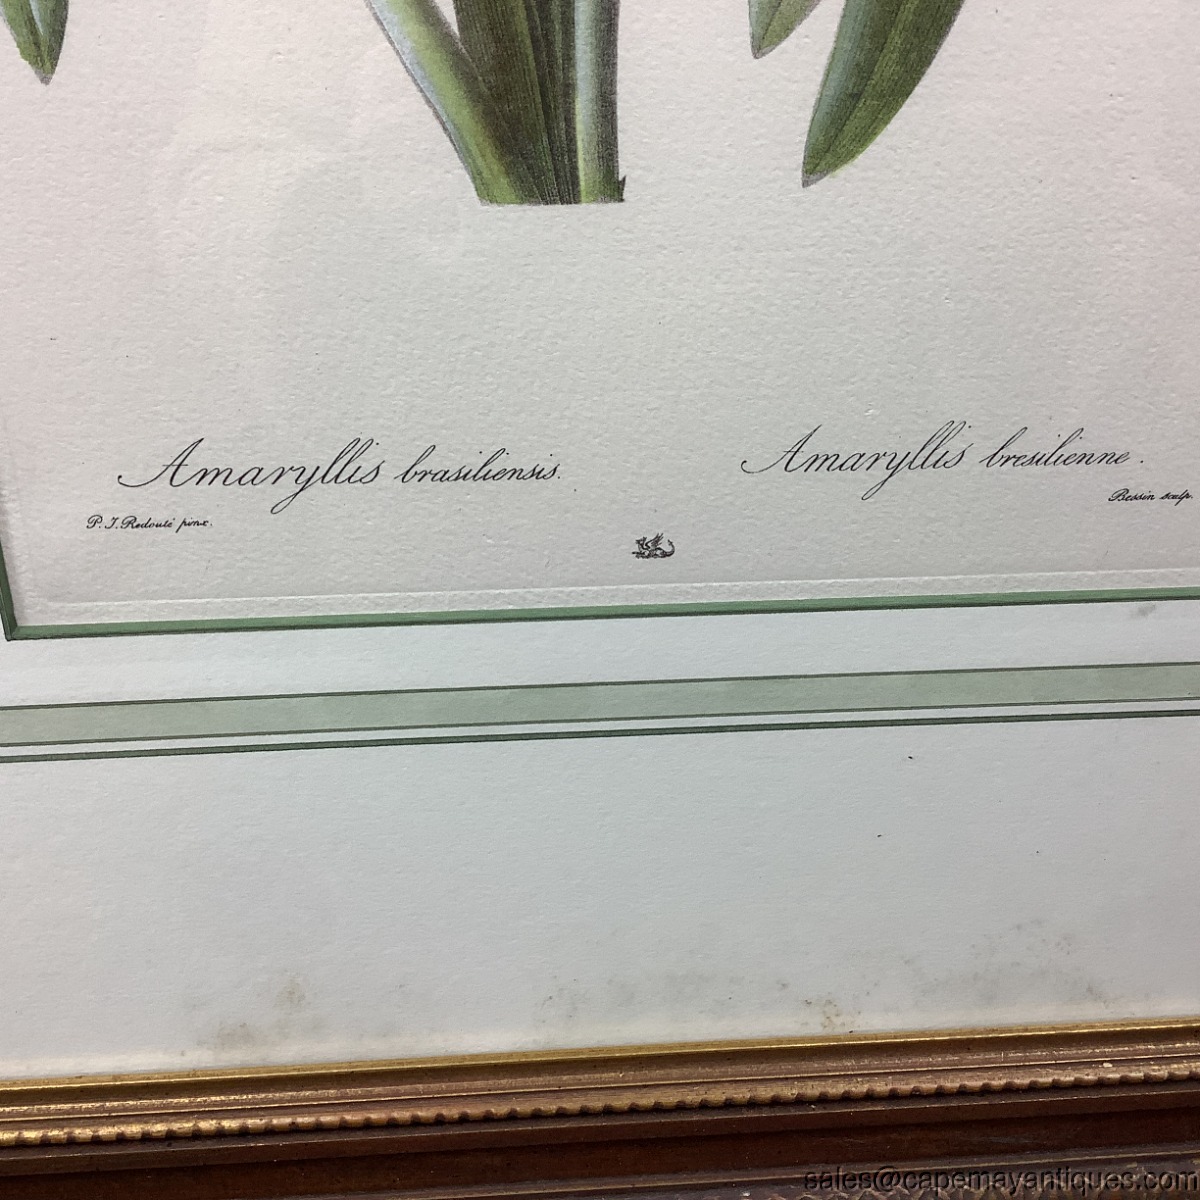 Amaryllis brasiliensis.
Amaryllis bresilienne.
P. J. Redouté pinx.
Bessin sculp.
sales@capemayantiques.com